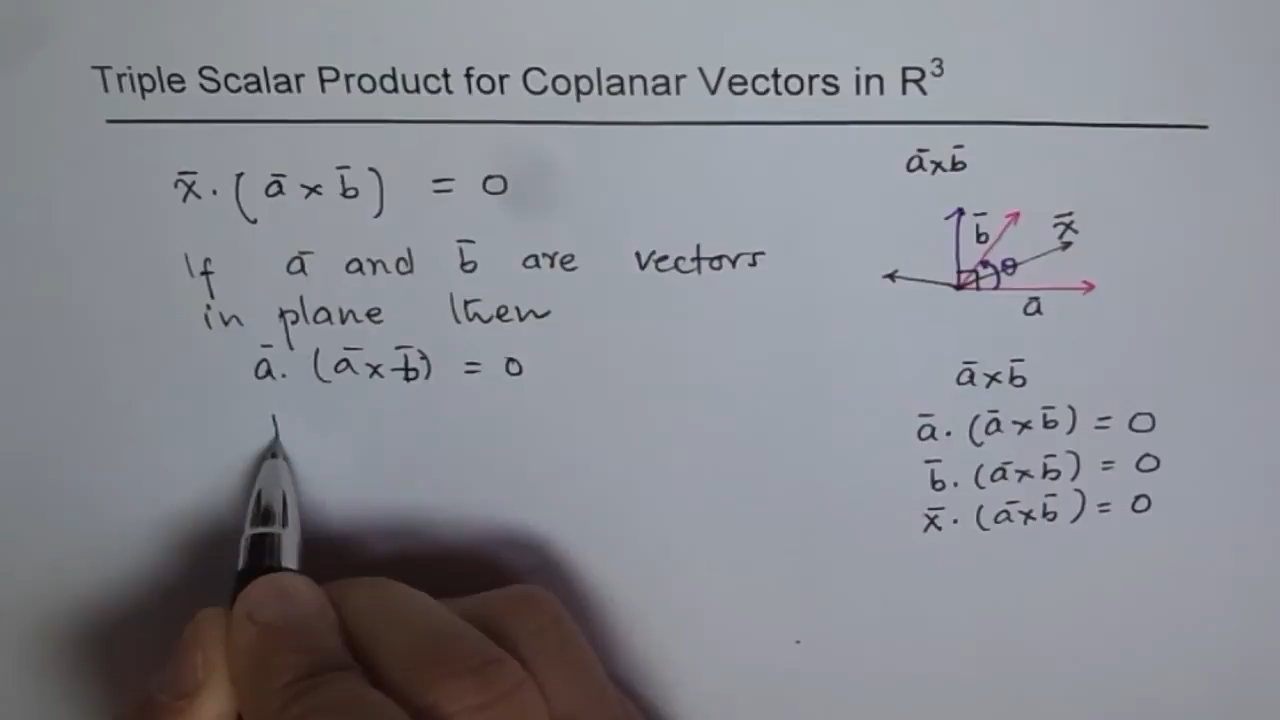 Triple Scalar Product for Coplanar Vectors in R³
x̄ · (ā × b̄) = 0
If ā and b̄ are vectors
in plane then
ā · (ā × b̄) = 0
ā × b̄
b̄
x̄
θ
ā
ā × b̄
ā · (ā × b̄) = 0
b̄ · (ā × b̄) = 0
x̄ · (ā × b̄) = 0